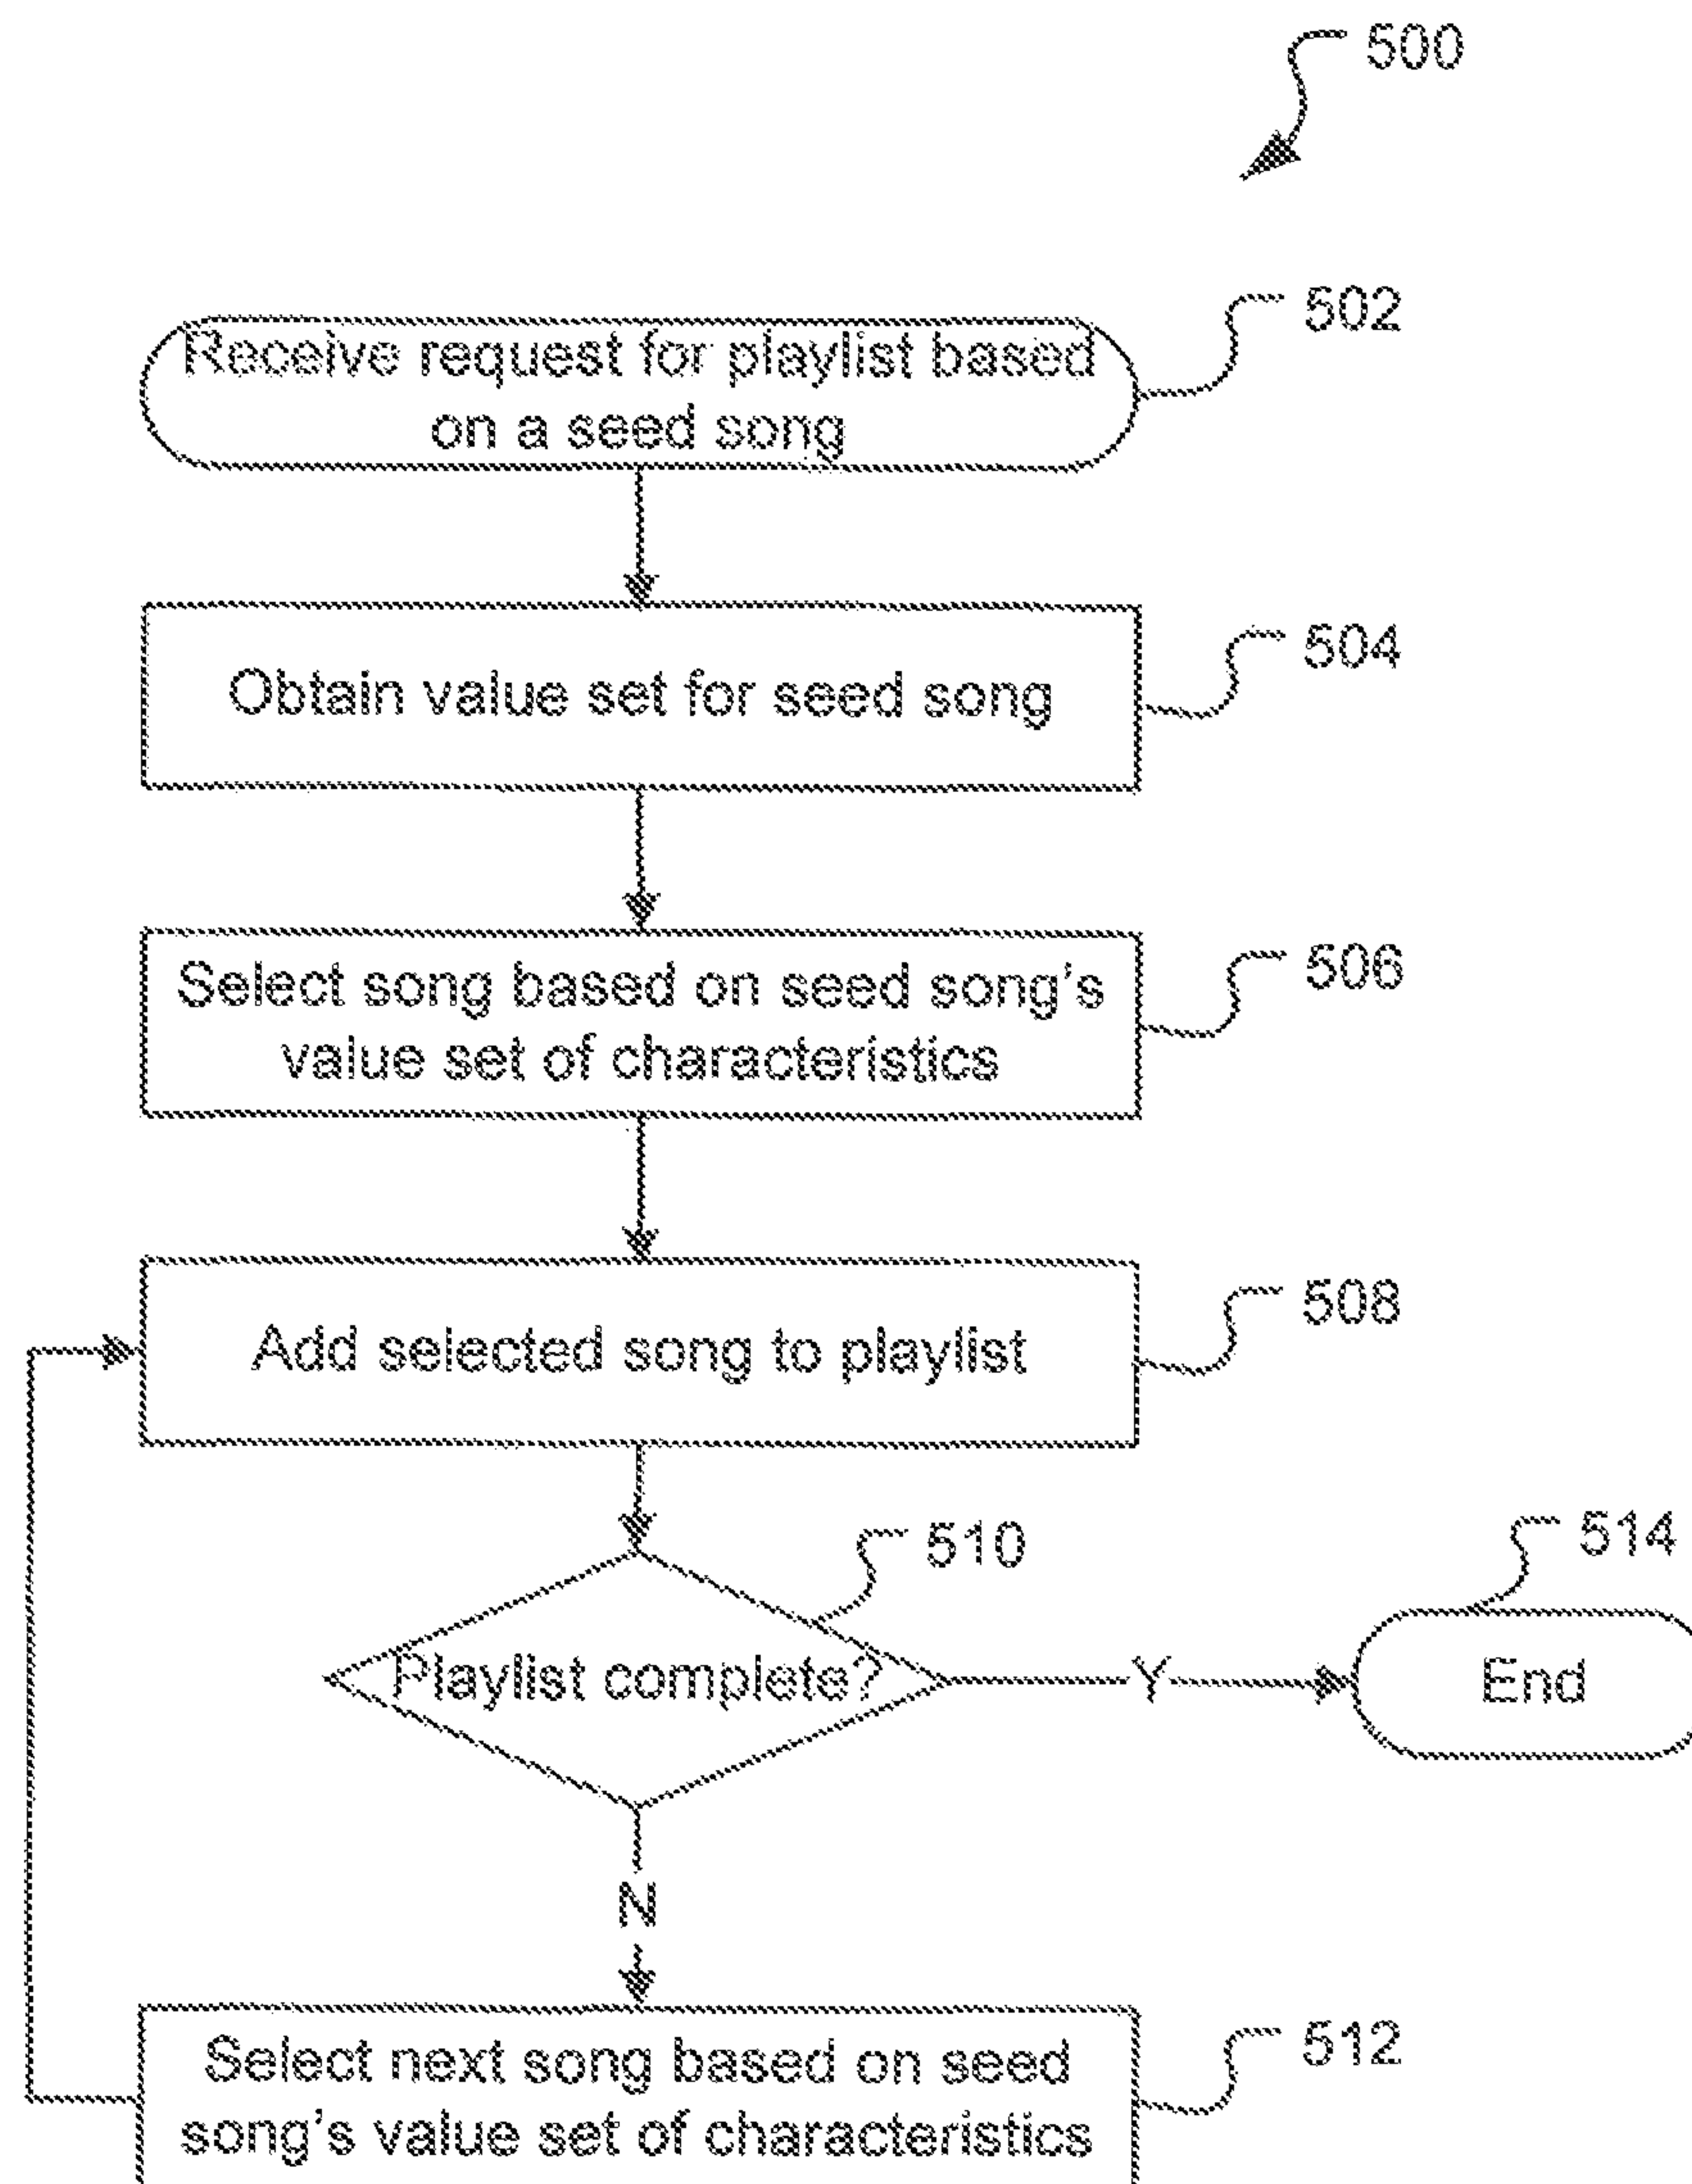 500
Receive request for playlist based
on a seed song
502
Obtain value set for seed song
504
Select song based on seed song's
value set of characteristics
506
Add selected song to playlist
508
510
514
Playlist complete?
Y
End
N
Select next song based on seed
song's value set of characteristics
512